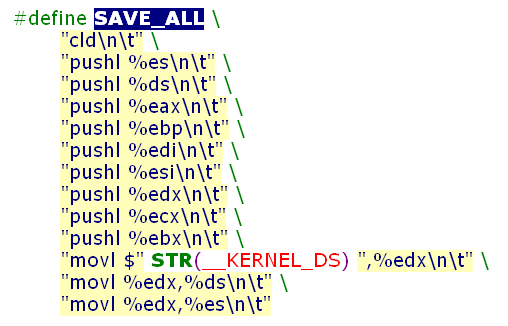 #define SAVE_ALL \
"cld\n\t" \
"pushl %es\n\t" \
"pushl %ds\n\t" \
"pushl %eax\n\t" \
"pushl %ebp\n\t" \
"pushl %edi\n\t" \
"pushl %esi\n\t" \
"pushl %edx\n\t" \
"pushl %ecx\n\t" \
"pushl %ebx\n\t" \
"movl $" STR(__KERNEL_DS) ",%edx\n\t" \
"movl %edx,%ds\n\t" \
"movl %edx,%es\n\t"